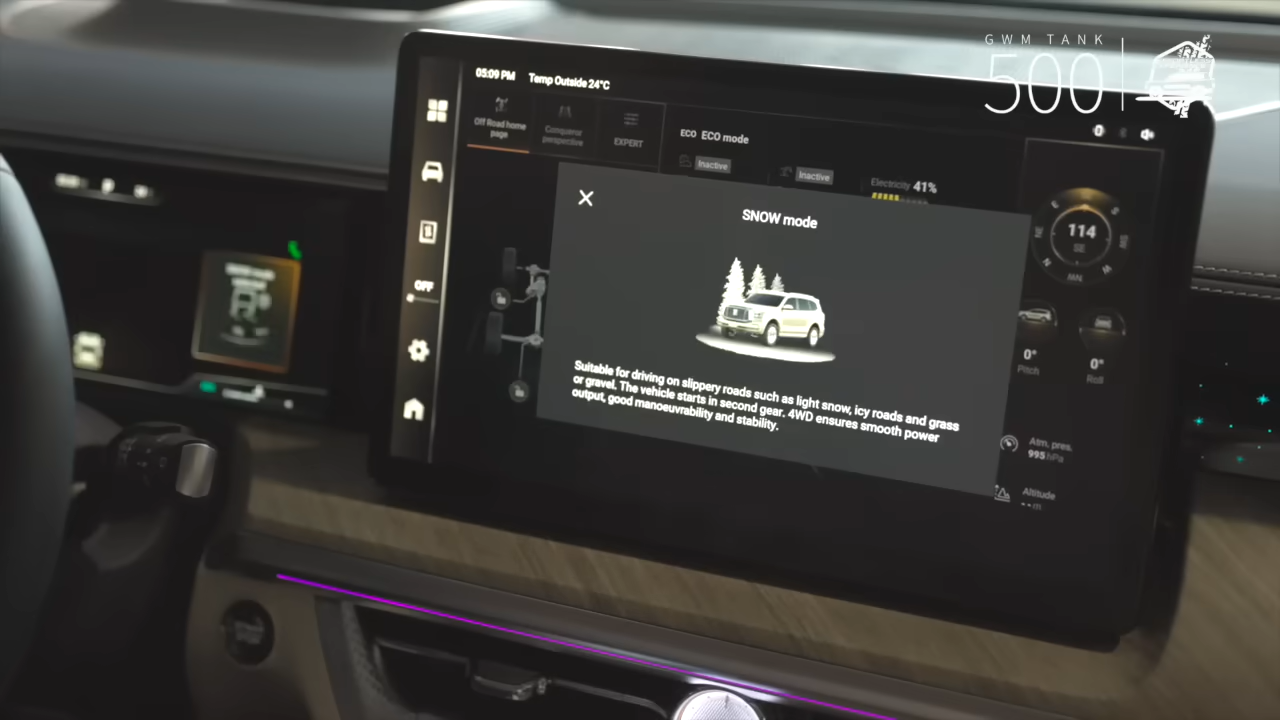 GWM TANK
500
05:09 PM Temp Outside 24°C
Off Road home
page
Conqueror
perspective
EXPERT
ECO ECO mode
Inactive
Inactive
Electricity 41%
SNOW mode
Suitable for driving on slippery roads such as light snow, icy roads and grass
or gravel. The vehicle starts in second gear. 4WD ensures smooth power
output, good manoeuvrability and stability.
OFF
114
SE
0°
Pitch
0°
Roll
Atm. pres.
995 hPa
Altitude
-- m